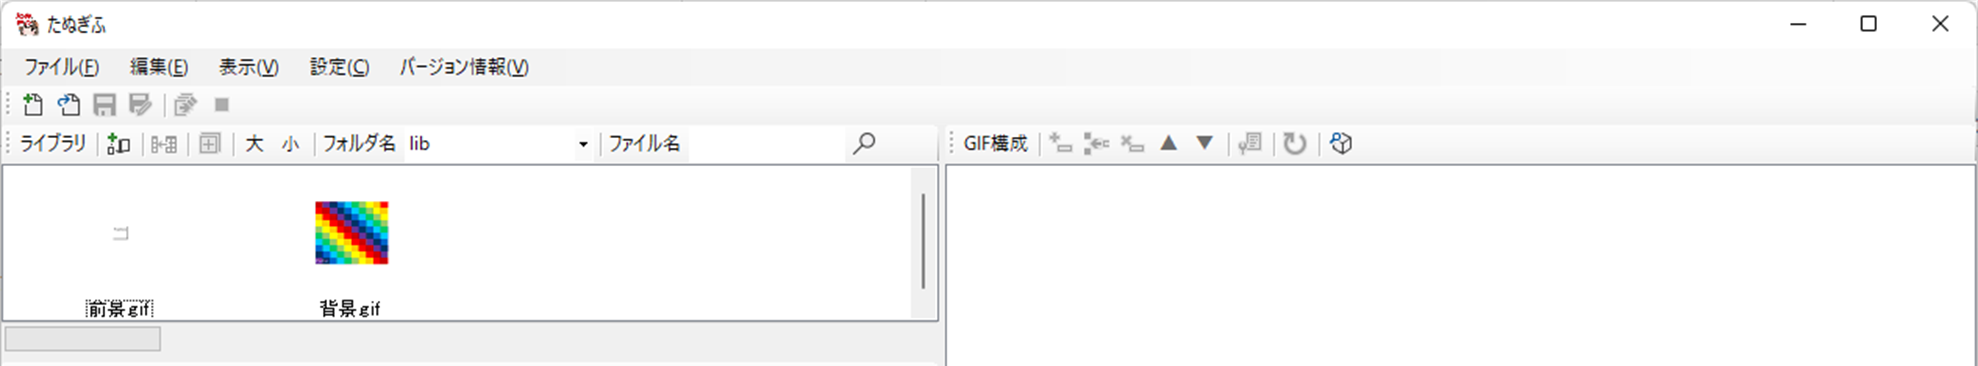 たぬぎふ
ファイル(F) 編集(E) 表示(V) 設定(C) バージョン情報(V)
ライブラリ 大 小 フォルダ名 lib ファイル名 GIF構成
前景.gif 背景.gif